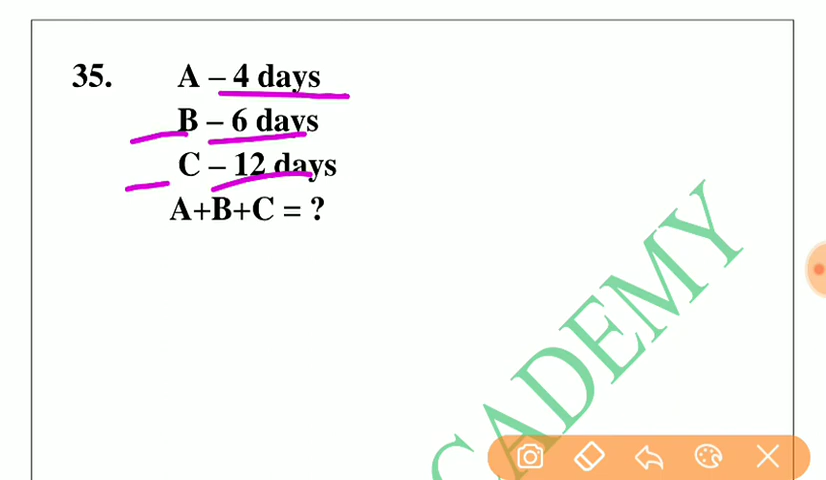 35. A – 4 days
B – 6 days
C – 12 days
A+B+C = ?
CADEMY